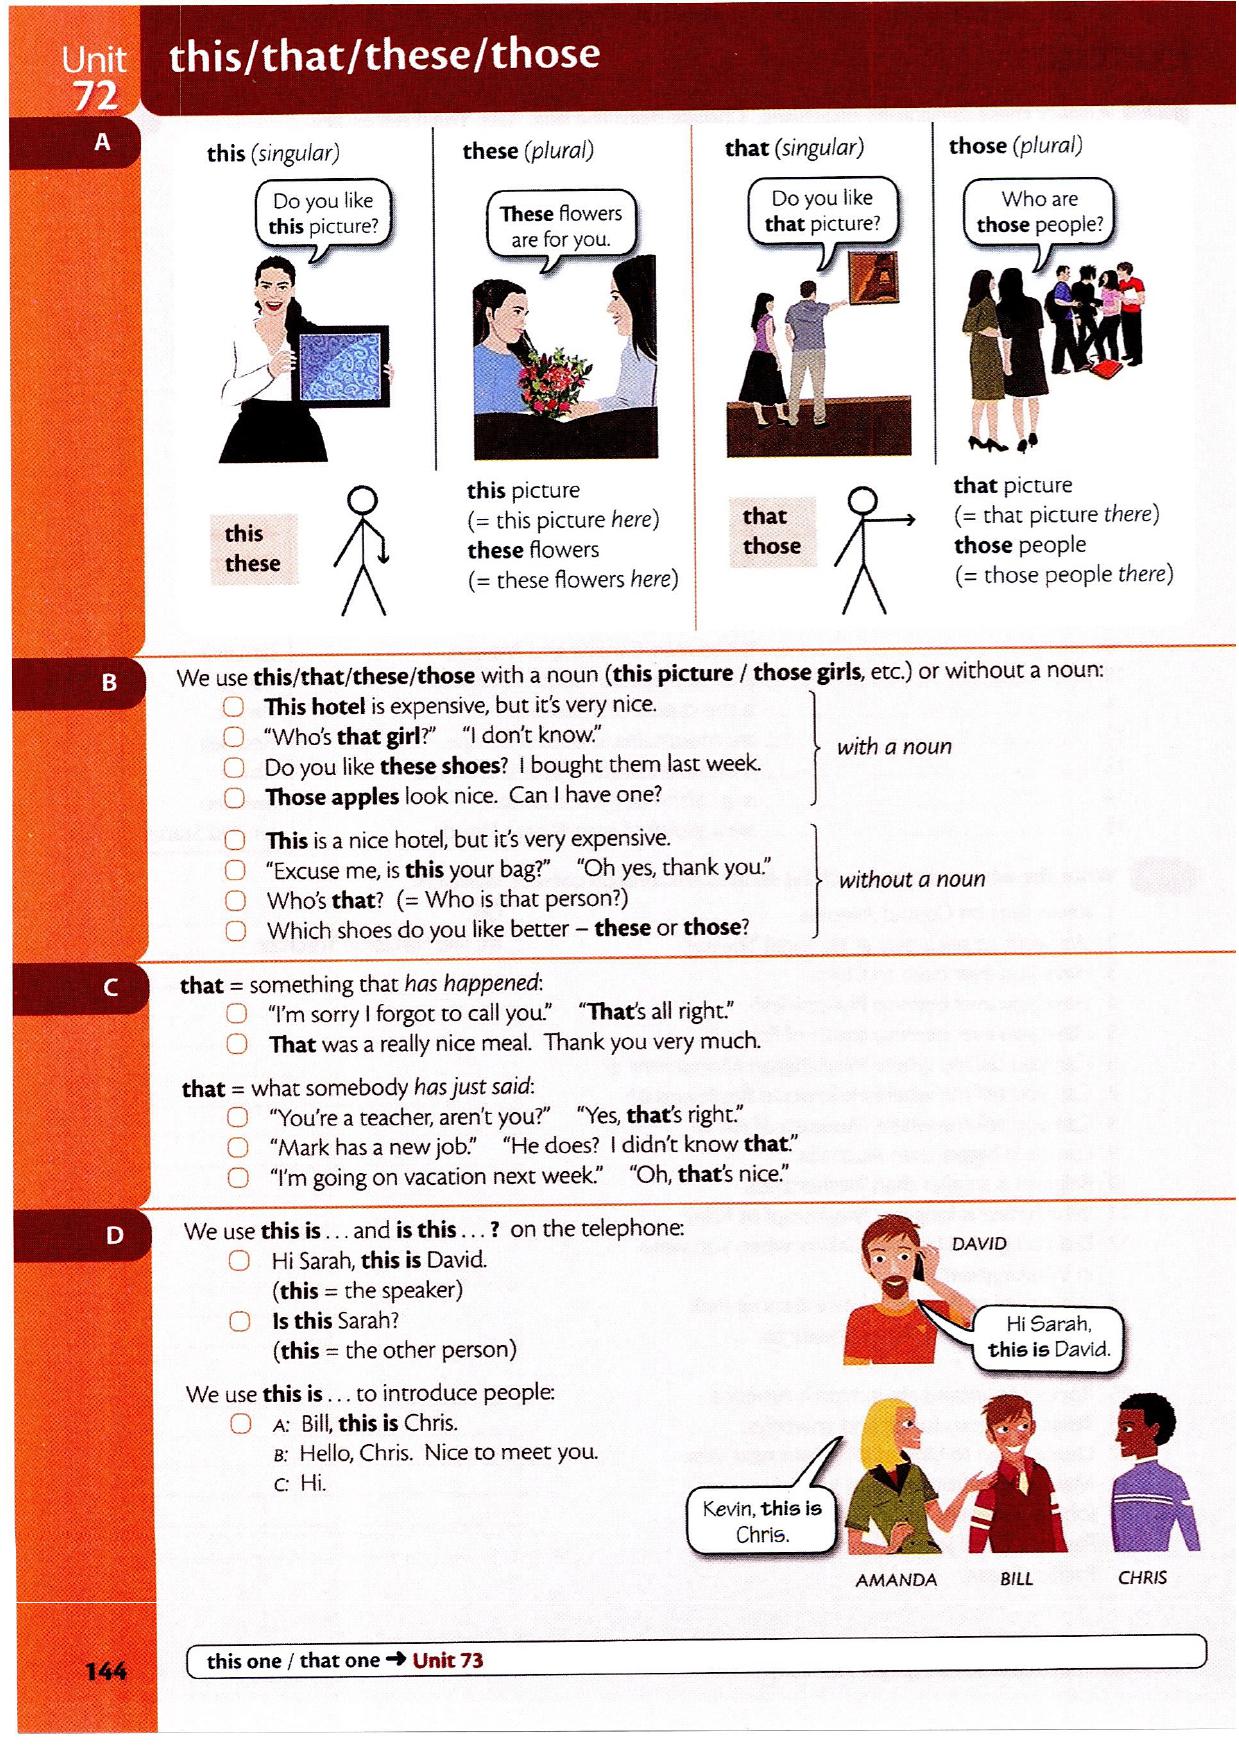 Unit
72
this/that/these/those
A
this (singular)
Do you like
this picture?
these (plural)
These flowers
are for you.
that (singular)
Do you like
that picture?
those (plural)
Who are
those people?
this
these
this picture
(= this picture here)
these flowers
(= these flowers here)
that
those
that picture
(= that picture there)
those people
(= those people there)
B
We use this/that/these/those with a noun (this picture / those girls, etc.) or without a noun:
This hotel is expensive, but it's very nice.
"Who's that girl?" "I don't know."
Do you like these shoes? I bought them last week.
Those apples look nice. Can I have one?
with a noun
This is a nice hotel, but it's very expensive.
"Excuse me, is this your bag?" "Oh yes, thank you."
Who's that? (= Who is that person?)
Which shoes do you like better – these or those?
without a noun
C
that = something that has happened:
"I'm sorry I forgot to call you." "That's all right."
That was a really nice meal. Thank you very much.
that = what somebody has just said:
"You're a teacher, aren't you?" "Yes, that's right."
"Mark has a new job." "He does? I didn't know that."
"I'm going on vacation next week." "Oh, that's nice."
D
We use this is . . . and is this . . . ? on the telephone:
Hi Sarah, this is David.
(this = the speaker)
Is this Sarah?
(this = the other person)
DAVID
Hi Sarah,
this is David.
We use this is . . . to introduce people:
A: Bill, this is Chris.
B: Hello, Chris. Nice to meet you.
C: Hi.
Kevin, this is
Chris.
AMANDA
BILL
CHRIS
144
this one / that one ➜ Unit 73